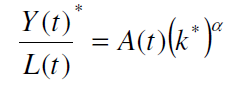 Y(t)* / L(t) = A(t)(k*)^α